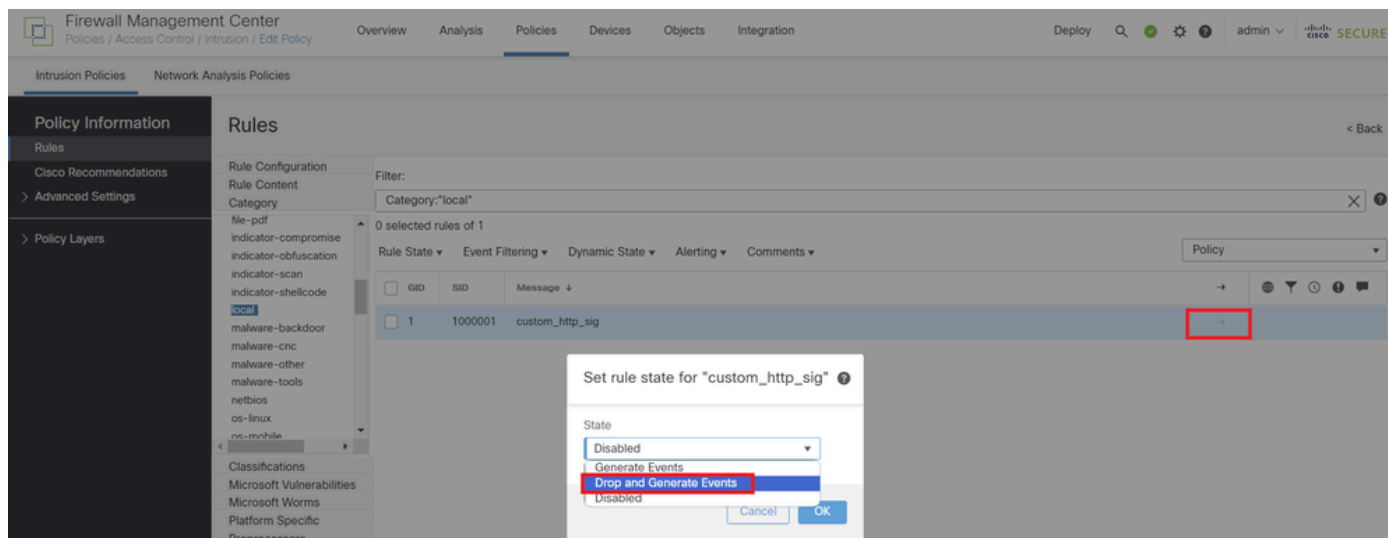 Firewall Management Center
Policies / Access Control / Intrusion / Edit Policy
Overview Analysis Policies Devices Objects Integration
Deploy admin cisco SECURE
Intrusion Policies Network Analysis Policies
Policy Information
Rules
Cisco Recommendations
> Advanced Settings
> Policy Layers
Rules
< Back
Rule Configuration
Rule Content
Category
file-pdf
indicator-compromise
indicator-obfuscation
indicator-scan
indicator-shellcode
local
malware-backdoor
malware-cnc
malware-other
malware-tools
netbios
os-linux
os-mobile
Classifications
Microsoft Vulnerabilities
Microsoft Worms
Platform Specific
Preprocessors
Filter:
Category:"local"
0 selected rules of 1
Rule State Event Filtering Dynamic State Alerting Comments
Policy
GID SID Message
1 1000001 custom_http_sig
Set rule state for "custom_http_sig"
State
Disabled
Generate Events
Drop and Generate Events
Disabled
Cancel OK